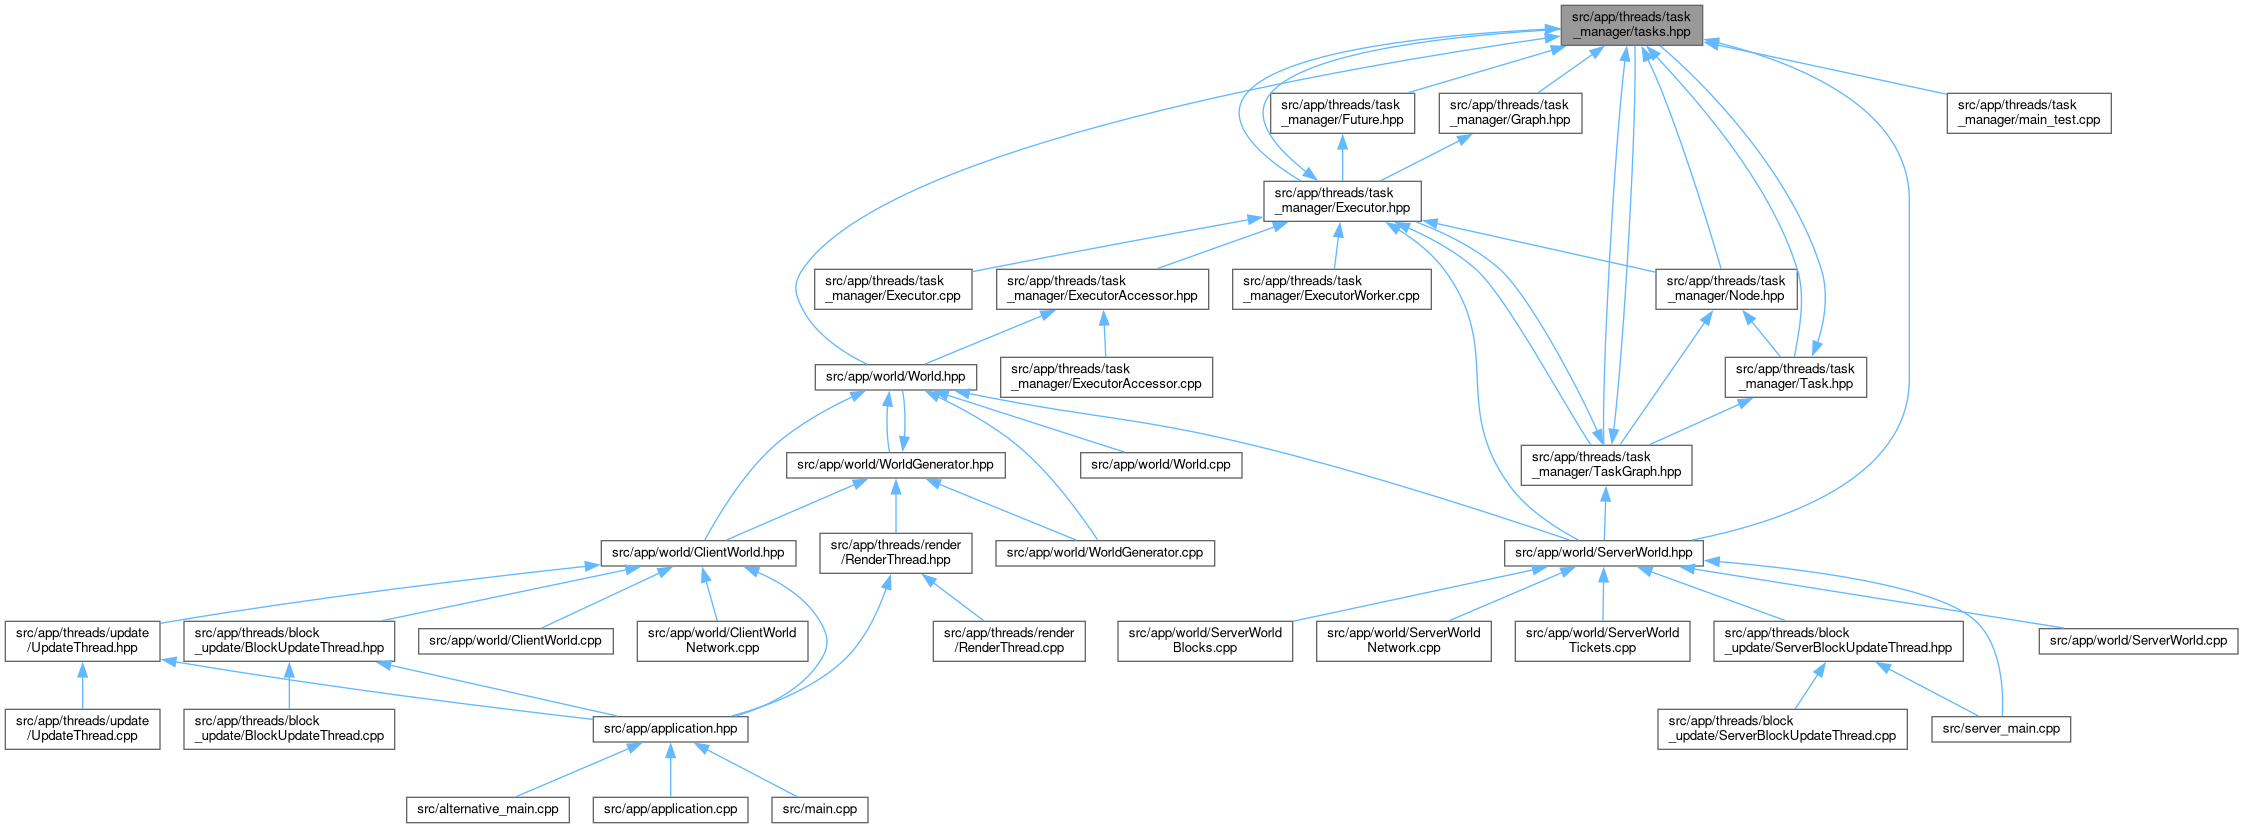 src/app/threads/task
_manager/tasks.hpp
src/app/threads/task
_manager/Future.hpp
src/app/threads/task
_manager/Graph.hpp
src/app/threads/task
_manager/main_test.cpp
src/app/threads/task
_manager/Executor.hpp
src/app/threads/task
_manager/Executor.cpp
src/app/threads/task
_manager/ExecutorAccessor.hpp
src/app/threads/task
_manager/ExecutorWorker.cpp
src/app/threads/task
_manager/Node.hpp
src/app/world/World.hpp
src/app/threads/task
_manager/ExecutorAccessor.cpp
src/app/threads/task
_manager/Task.hpp
src/app/world/WorldGenerator.hpp
src/app/world/World.cpp
src/app/threads/task
_manager/TaskGraph.hpp
src/app/world/ClientWorld.hpp
src/app/threads/render
/RenderThread.hpp
src/app/world/WorldGenerator.cpp
src/app/world/ServerWorld.hpp
src/app/threads/update
/UpdateThread.hpp
src/app/threads/block
_update/BlockUpdateThread.hpp
src/app/world/ClientWorld.cpp
src/app/world/ClientWorld
Network.cpp
src/app/threads/render
/RenderThread.cpp
src/app/world/ServerWorld
Blocks.cpp
src/app/world/ServerWorld
Network.cpp
src/app/world/ServerWorld
Tickets.cpp
src/app/threads/block
_update/ServerBlockUpdateThread.hpp
src/app/world/ServerWorld.cpp
src/app/threads/update
/UpdateThread.cpp
src/app/threads/block
_update/BlockUpdateThread.cpp
src/app/application.hpp
src/app/threads/block
_update/ServerBlockUpdateThread.cpp
src/server_main.cpp
src/alternative_main.cpp
src/app/application.cpp
src/main.cpp